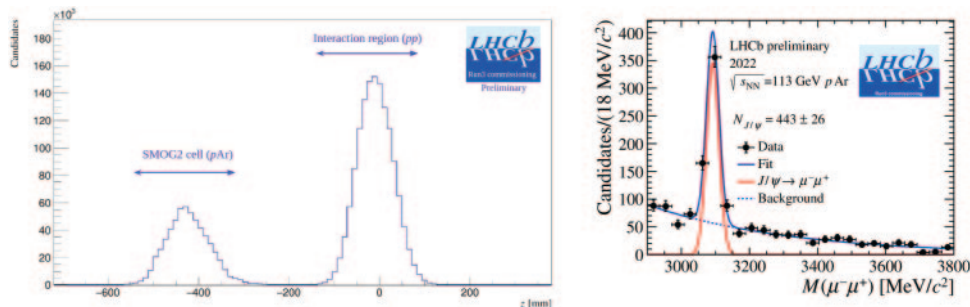 ×10³
Candidates
160
140
120
100
80
60
40
20
0
−600
−400
−200
0
200
z [mm]
SMOG2 cell (pAr)
Interaction region (pp)
LHCb
Run3 commissioning
Preliminary
Candidates/(18 MeV/c²)
400
350
300
250
200
150
100
50
0
3000
3200
3400
3600
3800
M(μ⁻μ⁺) [MeV/c²]
LHCb preliminary
2022
√sNN =113 GeV p Ar
N J/ψ = 443 ± 26
Data
Fit
J/ψ → μ⁻μ⁺
Background
LHCb